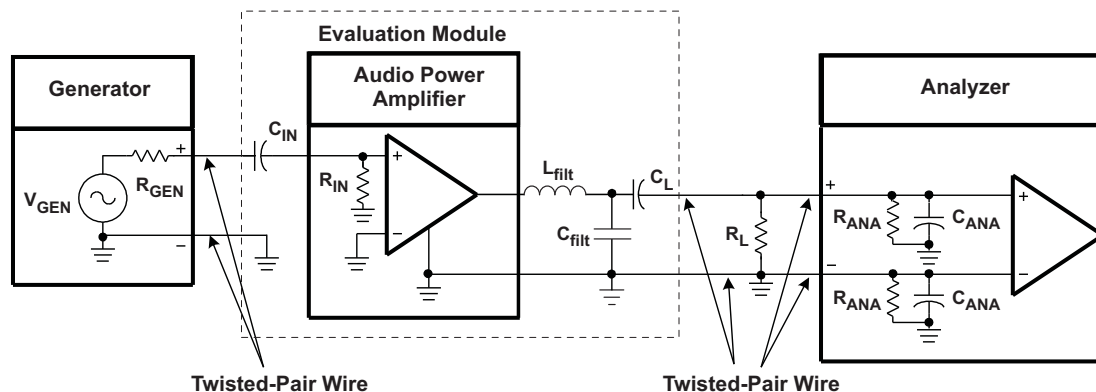 Evaluation Module
Generator
Audio Power
Amplifier
Analyzer
C_IN
R_GEN
V_GEN
+
−
R_IN
+
−
L_filt
C_filt
C_L
R_L
+
−
R_ANA
C_ANA
R_ANA
C_ANA
+
−
Twisted-Pair Wire
Twisted-Pair Wire